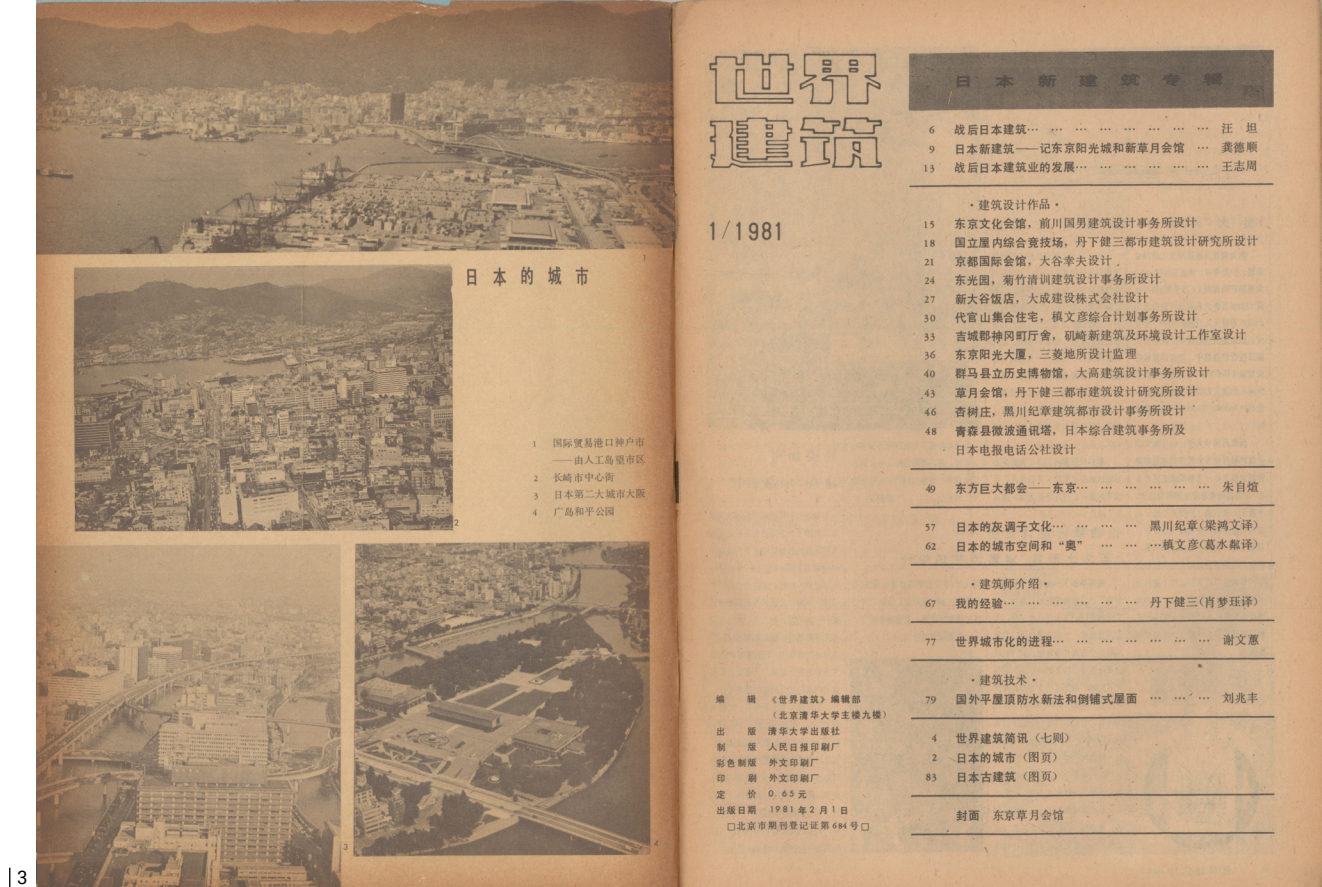 1
日本的城市
1 国际贸易港口神户市
——由人工岛望市区
2 长崎市中心街
3 日本第二大城市大阪
4 广岛和平公园
2
3
4
世界
建筑
1/1981
日本新建筑专辑
6 战后日本建筑… … … … … … … … 汪 坦
9 日本新建筑——记东京阳光城和新草月会馆 … 龚德顺
13 战后日本建筑业的发展… … … … … … 王志周
·建筑设计作品·
15 东京文化会馆,前川国男建筑设计事务所设计
18 国立屋内综合竞技场,丹下健三都市建筑设计研究所设计
21 京都国际会馆,大谷幸夫设计
24 东光园,菊竹清训建筑设计事务所设计
27 新大谷饭店,大成建设株式会社设计
30 代官山集合住宅,槙文彦综合计划事务所设计
33 吉城郡神冈町厅舍,矶崎新建筑及环境设计工作室设计
36 东京阳光大厦,三菱地所设计监理
40 群马县立历史博物馆,大高建筑设计事务所设计
43 草月会馆,丹下健三都市建筑设计研究所设计
46 杏树庄,黑川纪章建筑都市设计事务所设计
48 青森县微波通讯塔,日本综合建筑事务所及
日本电报电话公社设计
49 东方巨大都会——东京… … … … … … 朱自煊
57 日本的灰调子文化… … … … 黑川纪章(梁鸿文译)
62 日本的城市空间和“奥” … … …槙文彦(葛水粼译)
·建筑师介绍·
67 我的经验… … … … … … 丹下健三(肖梦珏译)
77 世界城市化的进程… … … … … … … 谢文蕙
·建筑技术·
79 国外平屋顶防水新法和倒铺式屋面 … … … 刘兆丰
4 世界建筑简讯(七则)
2 日本的城市(图页)
83 日本古建筑(图页)
封面 东京草月会馆
编 辑 《世界建筑》编辑部
(北京清华大学主楼九楼)
出 版 清华大学出版社
制 版 人民日报印刷厂
彩色制版 外文印刷厂
印 刷 外文印刷厂
定 价 0.65元
出版日期 1981年2月1日
□北京市期刊登记证第684号□
|3